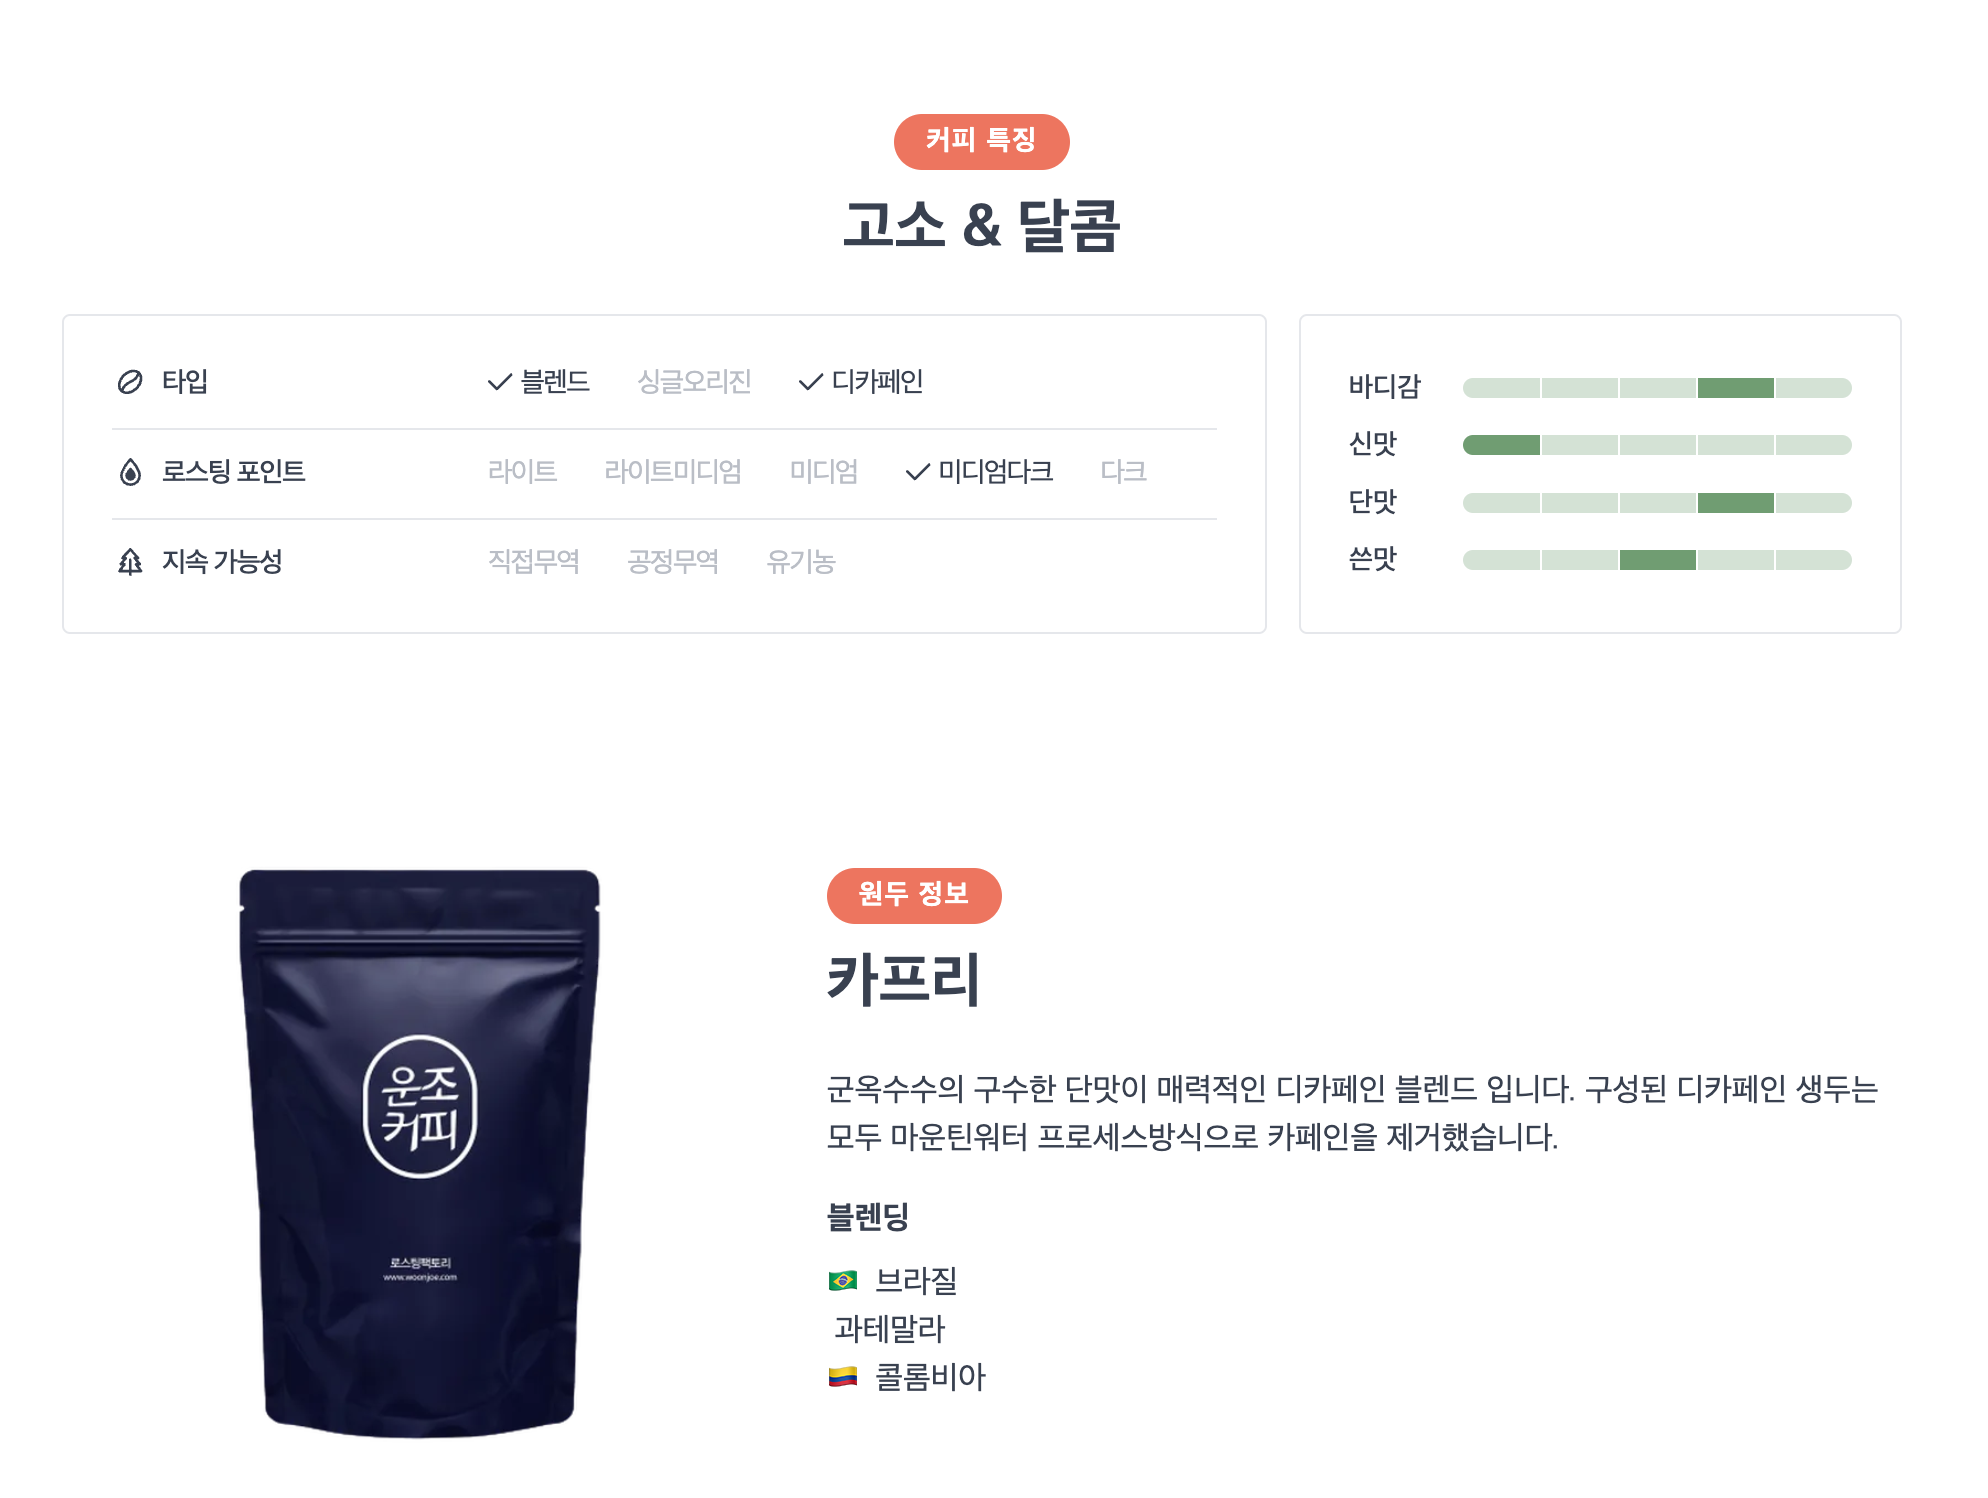 커피 특징
고소 & 달콤
타입 블렌드 싱글오리진 디카페인
로스팅 포인트 라이트 라이트미디엄 미디엄 미디엄다크 다크
지속 가능성 직접무역 공정무역 유기농
바디감
신맛
단맛
쓴맛
운조
커피
로스팅팩토리
www.woonjoe.com
원두 정보
카프리
군옥수수의 구수한 단맛이 매력적인 디카페인 블렌드 입니다. 구성된 디카페인 생두는
모두 마운틴워터 프로세스방식으로 카페인을 제거했습니다.
블렌딩
브라질
과테말라
콜롬비아